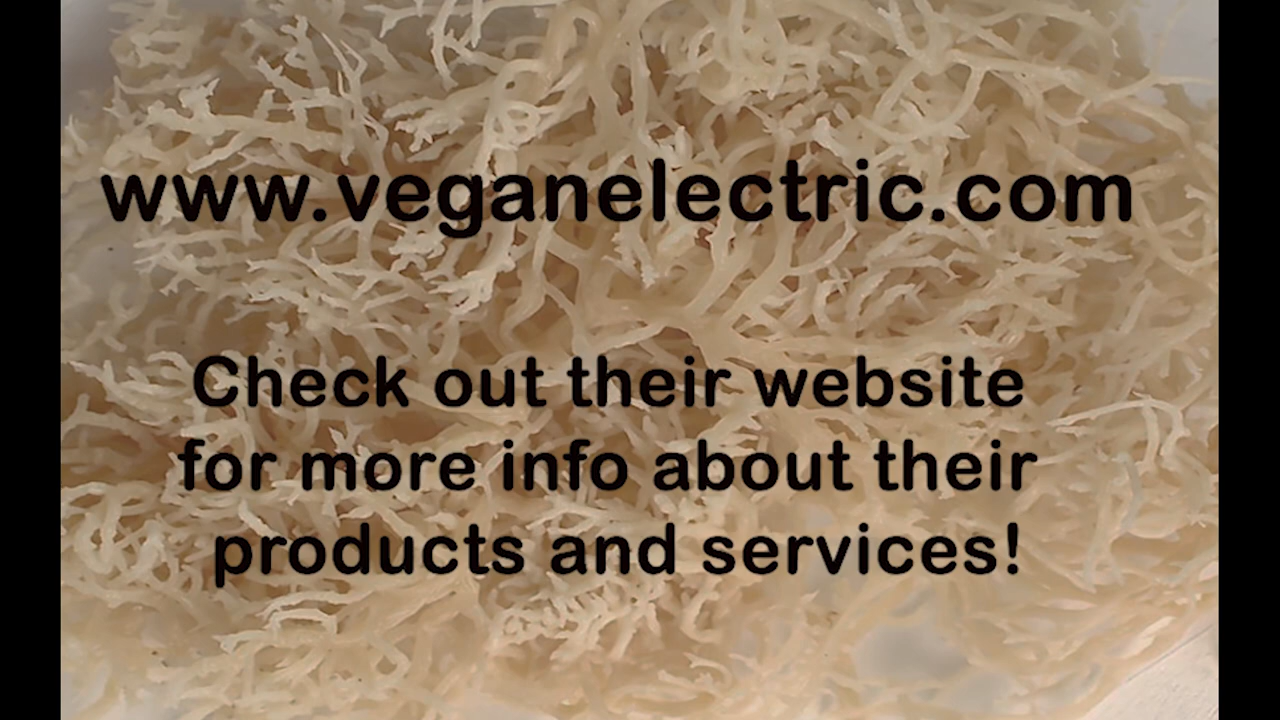 www.veganelectric.com
Check out their website
for more info about their
products and services!